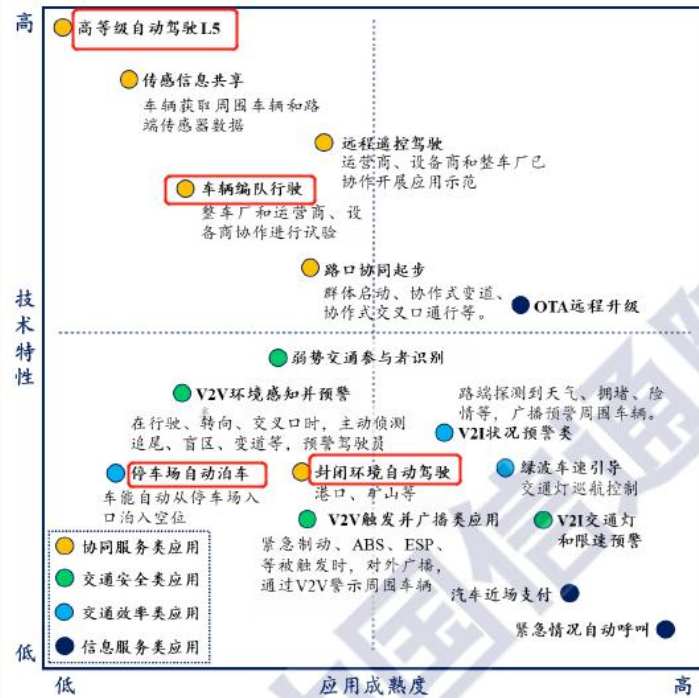 高
高等级自动驾驶L5
传感信息共享
车辆获取周围车辆和路
端传感器数据
远程遥控驾驶
运营商、设备商和整车厂已
协作开展应用示范
车辆编队行驶
整车厂和运营商、设
备商协作进行试验
路口协同起步
群体启动、协作式变道、
协作式交叉口通行等。
OTA远程升级
技术特性
弱势交通参与者识别
V2V环境感知并预警
在行驶、转向、交叉口时，主动侦测
追尾、盲区、变道等，预警驾驶员
路端探测到天气、拥堵、险
情等，广播预警周围车辆。
V2I状况预警类
停车场自动泊车
车能自动从停车场入
口泊入空位
封闭环境自动驾驶
港口、矿山等
绿波车速引导
交通灯巡航控制
V2V触发并广播类应用
紧急制动、ABS、ESP、
等被触发时，对外广播，
通过V2V警示周围车辆
V2I交通灯
和限速预警
汽车近场支付
紧急情况自动呼叫
协同服务类应用
交通安全类应用
交通效率类应用
信息服务类应用
低
低
应用成熟度
高
中国信通院